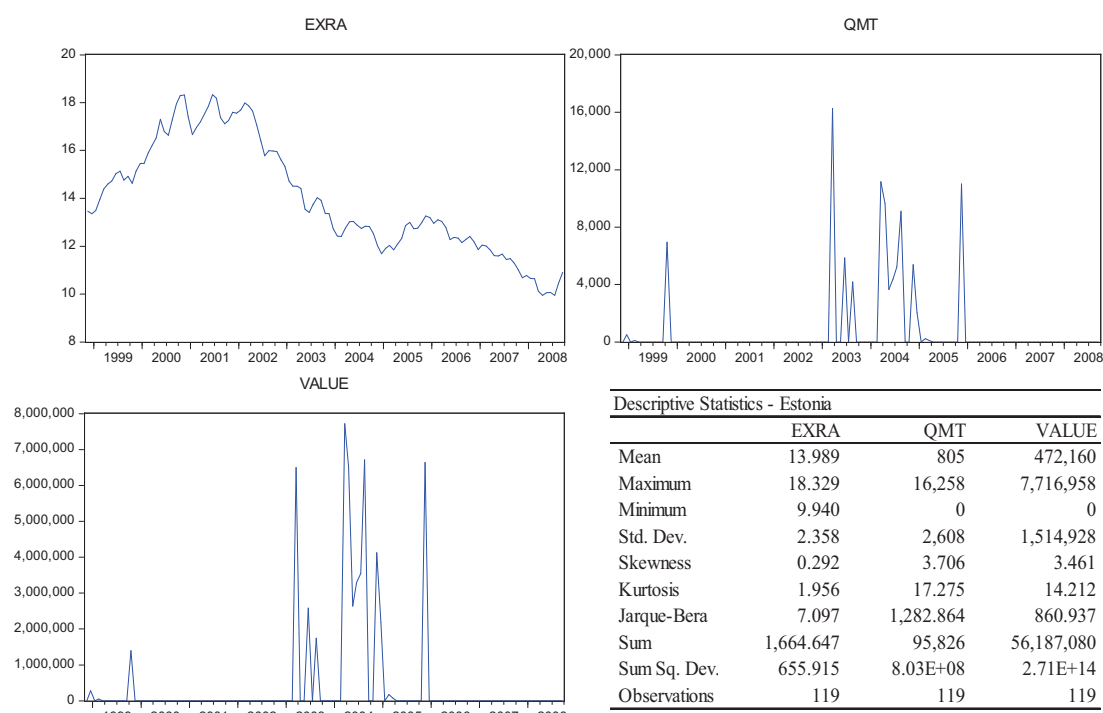 EXRA
20
18
16
14
12
10
8
1999 2000 2001 2002 2003 2004 2005 2006 2007 2008
QMT
20,000
16,000
12,000
8,000
4,000
0
1999 2000 2001 2002 2003 2004 2005 2006 2007 2008
VALUE
8,000,000
7,000,000
6,000,000
5,000,000
4,000,000
3,000,000
2,000,000
1,000,000
0
Descriptive Statistics - Estonia
EXRA QMT VALUE
Mean 13.989 805 472,160
Maximum 18.329 16,258 7,716,958
Minimum 9.940 0 0
Std. Dev. 2.358 2,608 1,514,928
Skewness 0.292 3.706 3.461
Kurtosis 1.956 17.275 14.212
Jarque-Bera 7.097 1,282.864 860.937
Sum 1,664.647 95,826 56,187,080
Sum Sq. Dev. 655.915 8.03E+08 2.71E+14
Observations 119 119 119